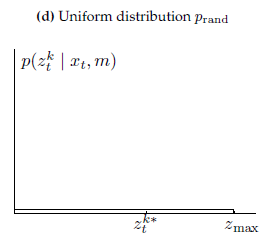 (d) Uniform distribution p_rand
p(z_t^k | x_t, m)
z_t^{k*} z_max